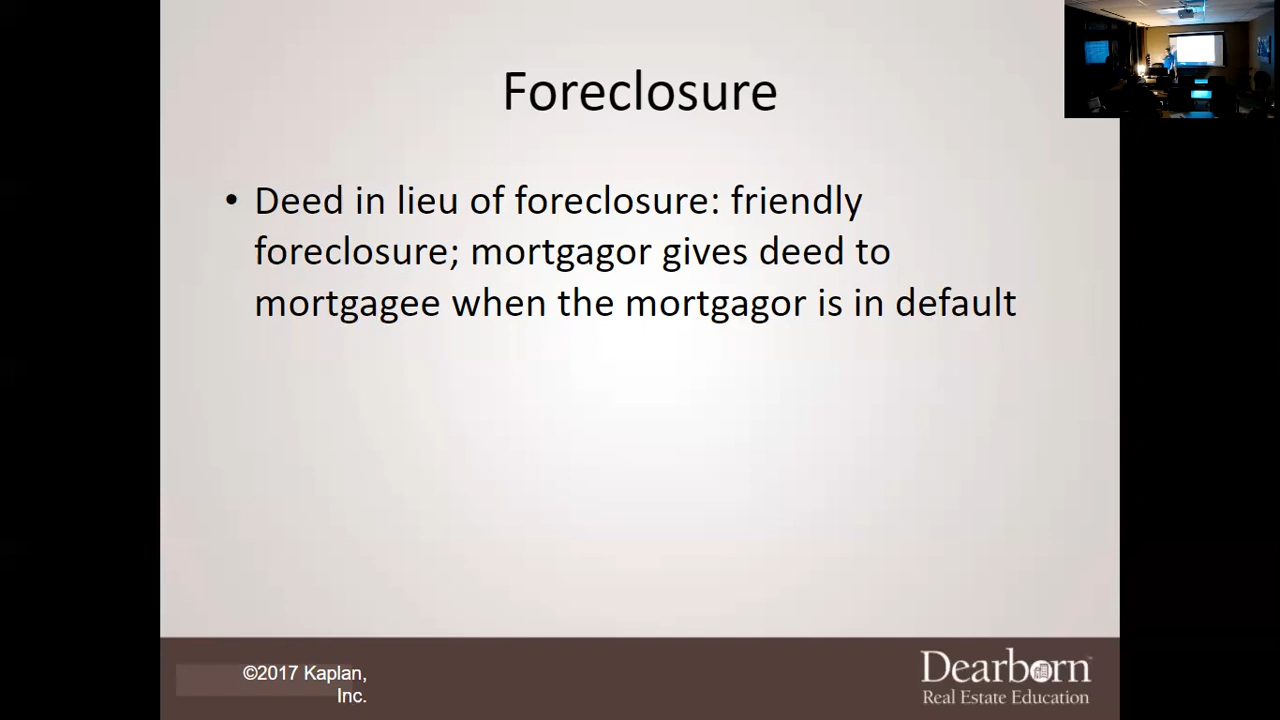 Foreclosure
• Deed in lieu of foreclosure: friendly
foreclosure; mortgagor gives deed to
mortgagee when the mortgagor is in default
©2017 Kaplan,
Inc.
Dearborn™
Real Estate Education